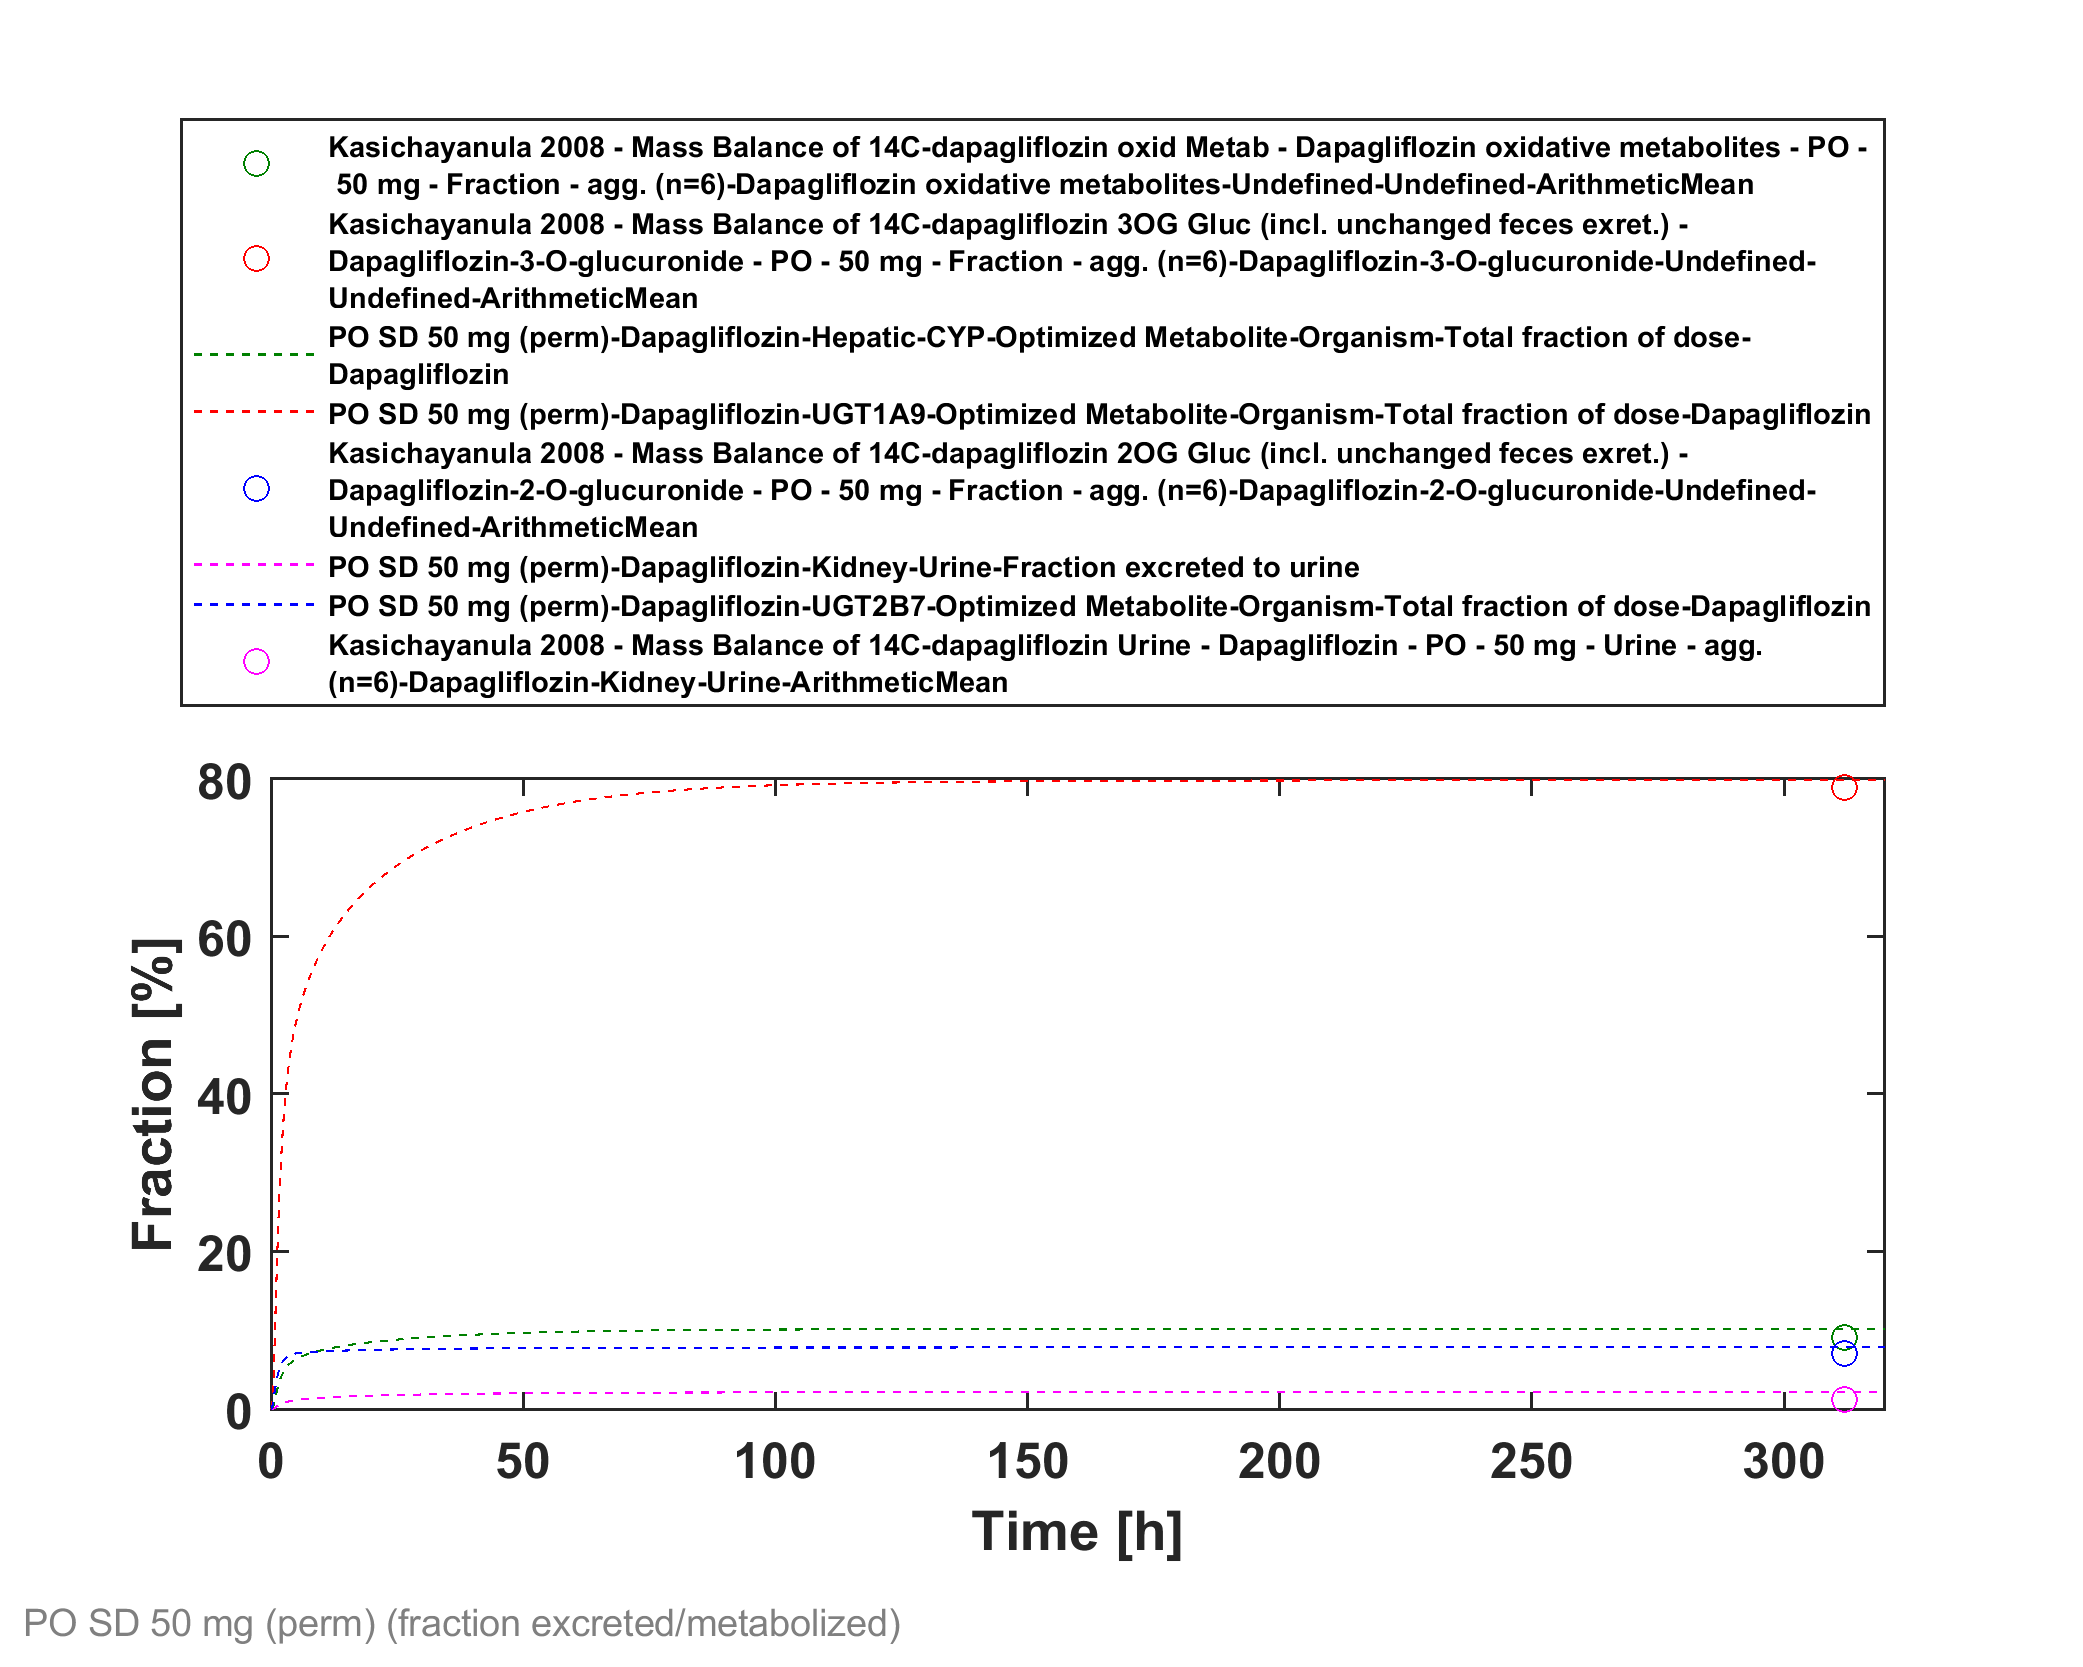 Kasichayanula 2008 - Mass Balance of 14C-dapagliflozin oxid Metab - Dapagliflozin oxidative metabolites - PO -
50 mg - Fraction - agg. (n=6)-Dapagliflozin oxidative metabolites-Undefined-Undefined-ArithmeticMean
Kasichayanula 2008 - Mass Balance of 14C-dapagliflozin 3OG Gluc (incl. unchanged feces exret.) -
Dapagliflozin-3-O-glucuronide - PO - 50 mg - Fraction - agg. (n=6)-Dapagliflozin-3-O-glucuronide-Undefined-
Undefined-ArithmeticMean
PO SD 50 mg (perm)-Dapagliflozin-Hepatic-CYP-Optimized Metabolite-Organism-Total fraction of dose-
Dapagliflozin
PO SD 50 mg (perm)-Dapagliflozin-UGT1A9-Optimized Metabolite-Organism-Total fraction of dose-Dapagliflozin
Kasichayanula 2008 - Mass Balance of 14C-dapagliflozin 2OG Gluc (incl. unchanged feces exret.) -
Dapagliflozin-2-O-glucuronide - PO - 50 mg - Fraction - agg. (n=6)-Dapagliflozin-2-O-glucuronide-Undefined-
Undefined-ArithmeticMean
PO SD 50 mg (perm)-Dapagliflozin-Kidney-Urine-Fraction excreted to urine
PO SD 50 mg (perm)-Dapagliflozin-UGT2B7-Optimized Metabolite-Organism-Total fraction of dose-Dapagliflozin
Kasichayanula 2008 - Mass Balance of 14C-dapagliflozin Urine - Dapagliflozin - PO - 50 mg - Urine - agg.
(n=6)-Dapagliflozin-Kidney-Urine-ArithmeticMean
80
60
40
20
0
Fraction [%]
0 50 100 150 200 250 300
Time [h]
PO SD 50 mg (perm) (fraction excreted/metabolized)